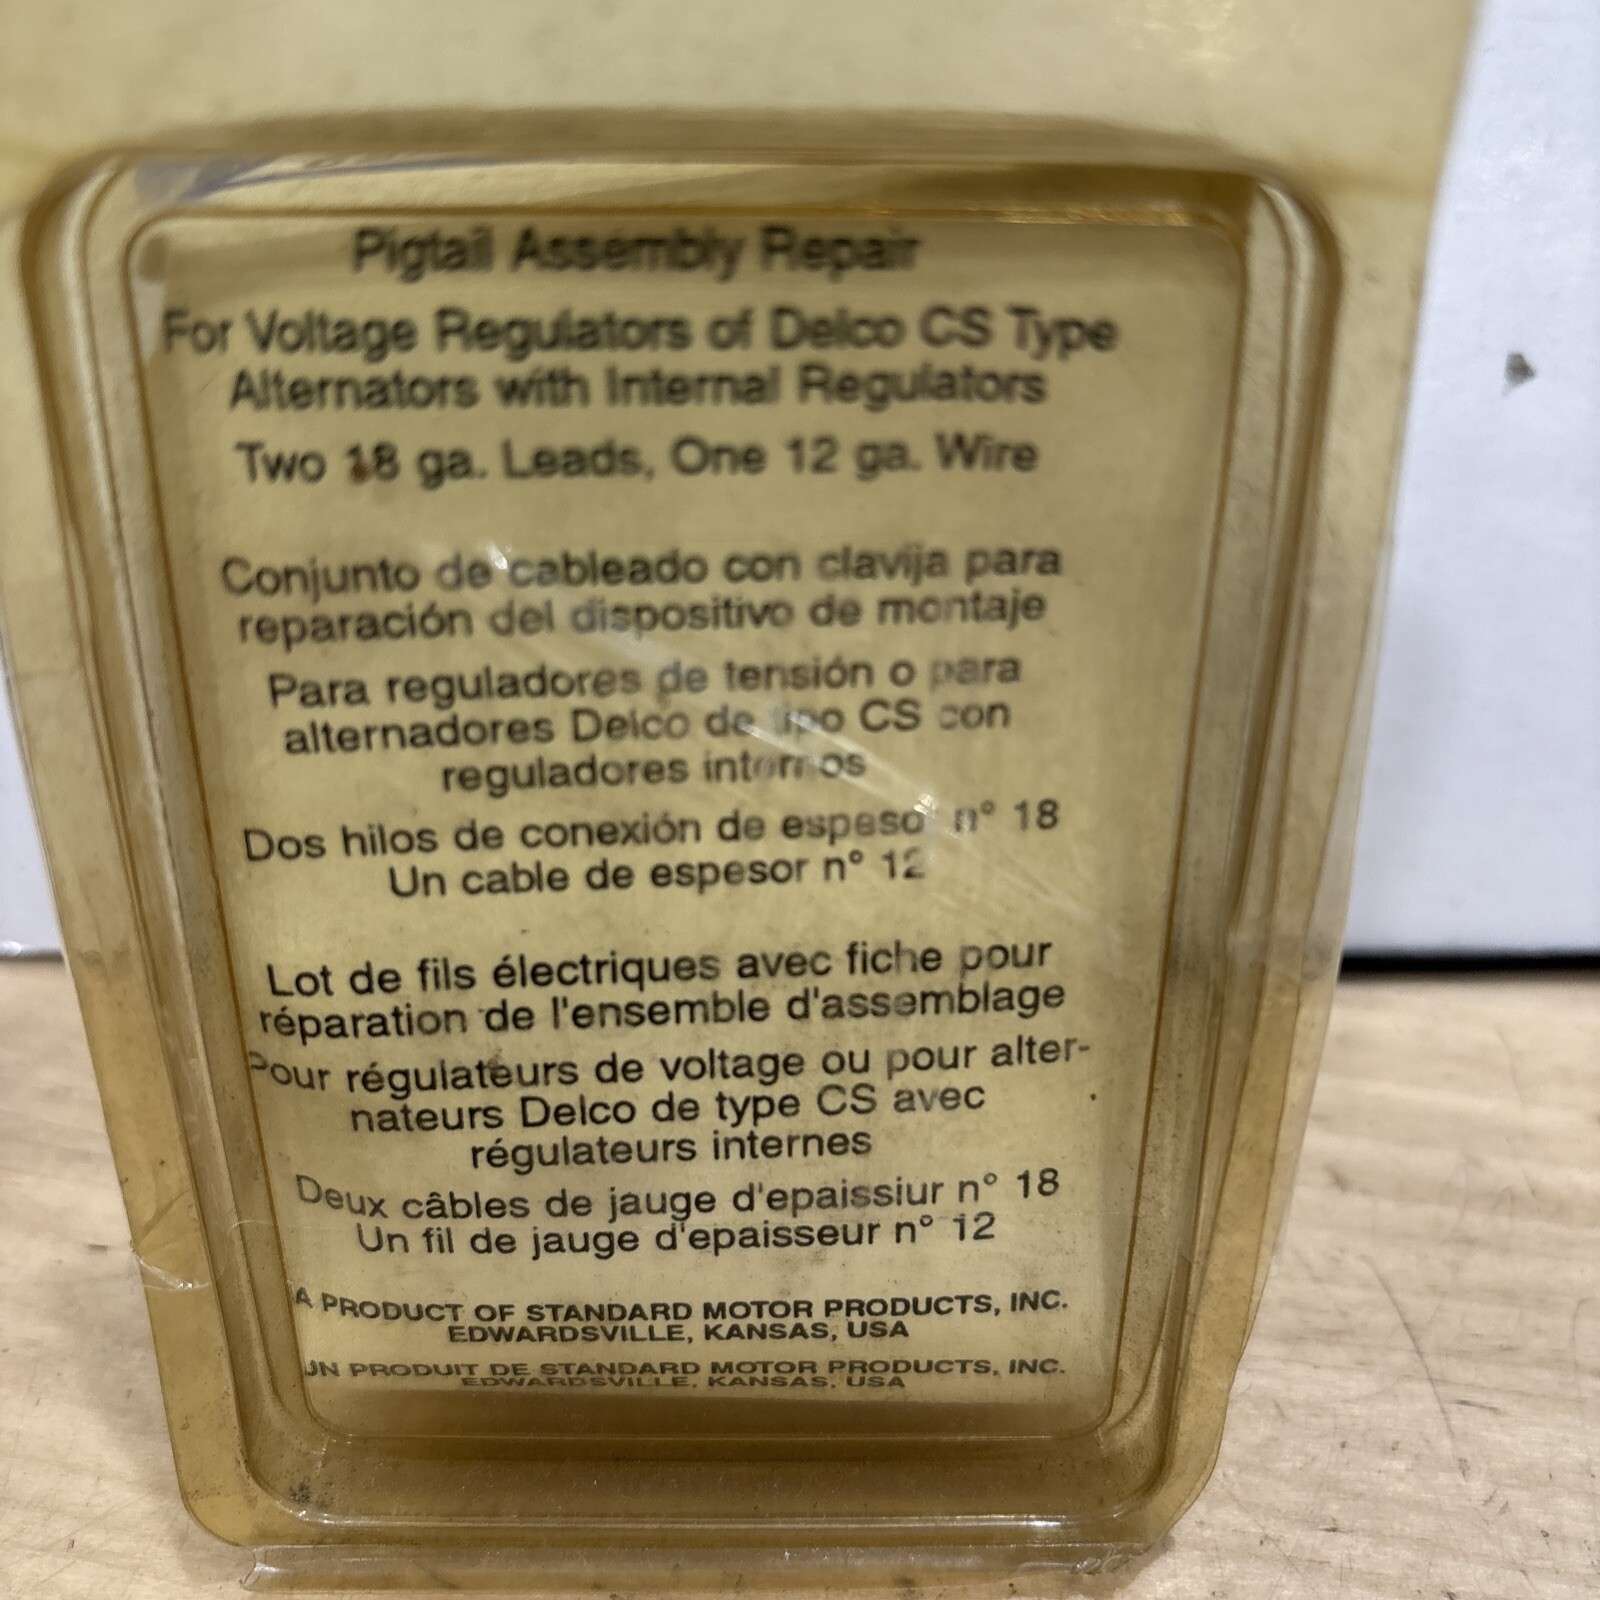 Pigtail Assembly Repair
For Voltage Regulators of Delco CS Type
Alternators with Internal Regulators
Two 18 ga. Leads, One 12 ga. Wire
Conjunto de cableado con clavija para
reparación del dispositivo de montaje
Para reguladores de tensión o para
alternadores Delco de tipo CS con
reguladores internos
Dos hilos de conexión de espesor n° 18
Un cable de espesor n° 12
Lot de fils électriques avec fiche pour
réparation de l'ensemble d'assemblage
Pour régulateurs de voltage ou pour alter-
nateurs Delco de type CS avec
régulateurs internes
Deux câbles de jauge d'epaissiur n° 18
Un fil de jauge d'epaisseur n° 12
A PRODUCT OF STANDARD MOTOR PRODUCTS, INC.
EDWARDSVILLE, KANSAS, USA
UN PRODUIT DE STANDARD MOTOR PRODUCTS, INC.
EDWARDSVILLE, KANSAS, USA